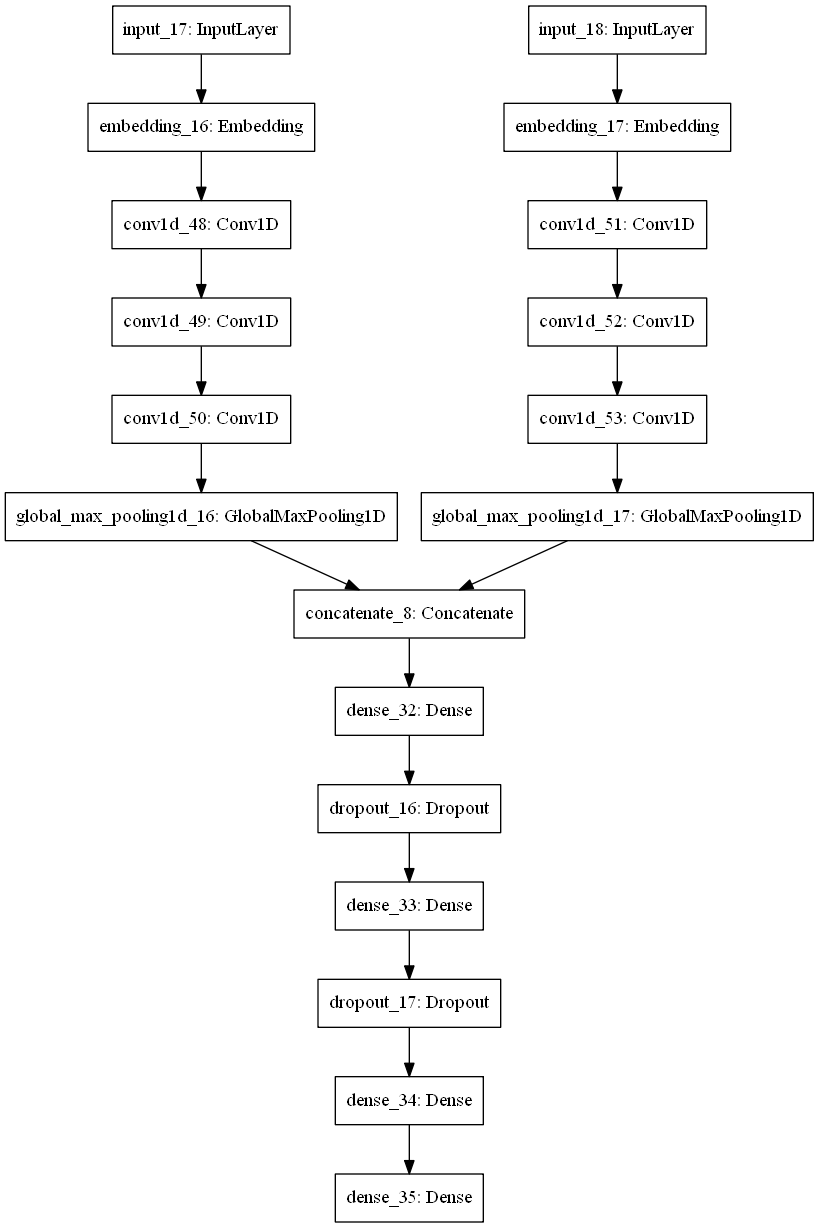 input_17: InputLayer
input_18: InputLayer
embedding_16: Embedding
embedding_17: Embedding
conv1d_48: Conv1D
conv1d_51: Conv1D
conv1d_49: Conv1D
conv1d_52: Conv1D
conv1d_50: Conv1D
conv1d_53: Conv1D
global_max_pooling1d_16: GlobalMaxPooling1D
global_max_pooling1d_17: GlobalMaxPooling1D
concatenate_8: Concatenate
dense_32: Dense
dropout_16: Dropout
dense_33: Dense
dropout_17: Dropout
dense_34: Dense
dense_35: Dense